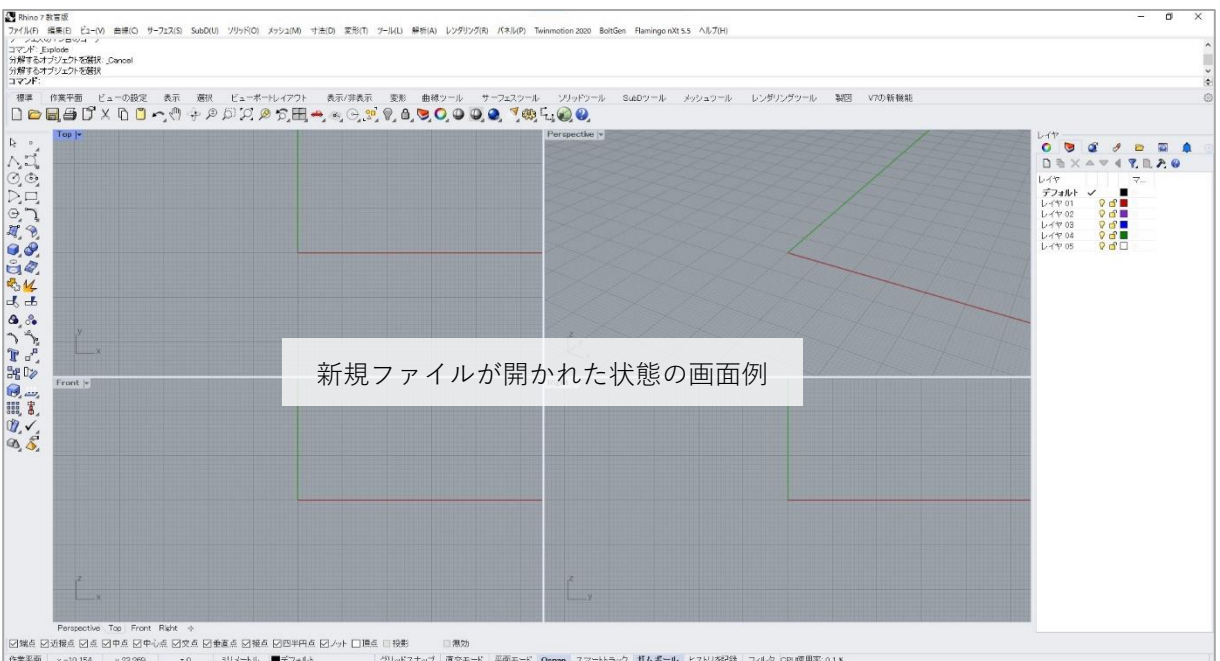 Rhino 7 教育版
ファイル(F) 編集(E) ビュー(V) 曲線(C) サーフェス(S) SubD(U) ソリッド(O) メッシュ(M) 寸法(D) 変形(T) ツール(L) 解析(A) レンダリング(R) パネル(P) Twinmotion 2020 BoltGen Flamingo nXt 5.5 ヘルプ(H)
コマンド: _Explode
分解するオブジェクトを選択: _Cancel
分解するオブジェクトを選択
コマンド:
標準 作業平面 ビューの設定 表示 選択 ビューポートレイアウト 表示/非表示 変形 曲線ツール サーフェスツール ソリッドツール SubDツール メッシュツール レンダリングツール 製図 V7の新機能
Top
Perspective
レイヤ
レイヤ マ...
デフォルト
レイヤ 01
レイヤ 02
レイヤ 03
レイヤ 04
レイヤ 05
y
x
z
新規ファイルが開かれた状態の画面例
Front
z
x
z
y
Perspective Top Front Right
端点 近接点 点 中点 中心点 交点 垂直点 接点 四半円点 ノット 頂点 投影 無効
作業平面 x -10.154 y 23.269 z 0 ミリメートル デフォルト グリッドスナップ 直交モード 平面モード Osnap スマートトラック ガムボール ヒストリを記録 フィルタ CPU使用率: 0.1 %